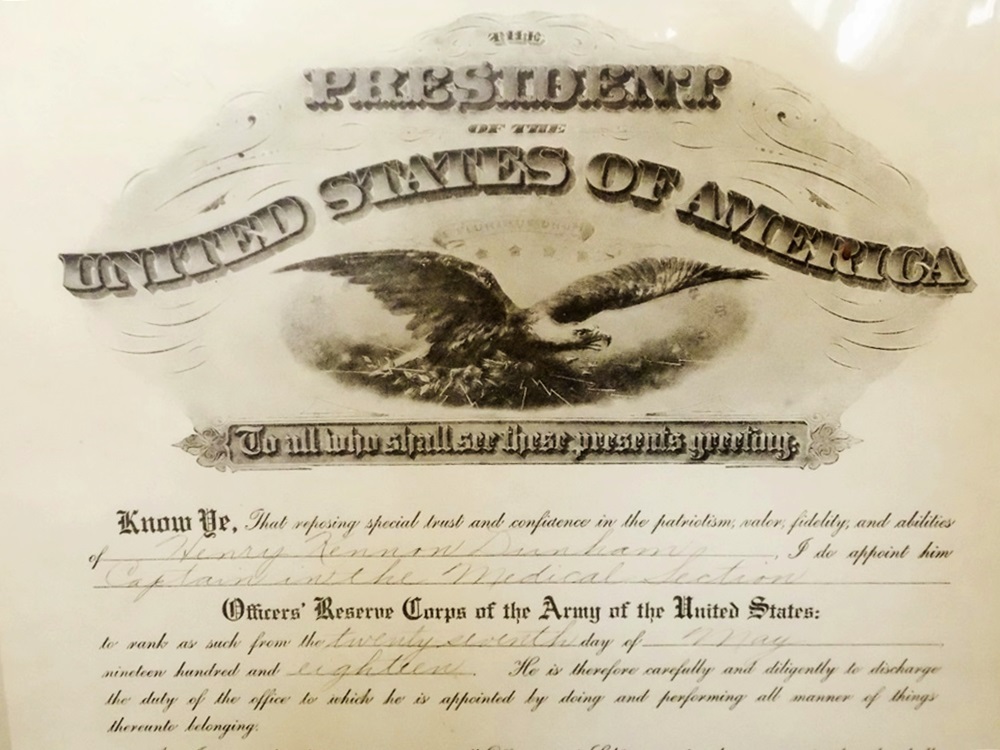 THE
PRESIDENT
OF THE
UNITED STATES OF AMERICA
E PLURIBUS UNUM
To all who shall see these presents greeting:
Know Ye, That reposing special trust and confidence in the patriotism, valor, fidelity, and abilities
of Henry Rennon Dunham, I do appoint him
Captain in the Medical Section
Officers' Reserve Corps of the Army of the United States:
to rank as such from the twenty seventh day of May
nineteen hundred and eighteen. He is therefore carefully and diligently to discharge
the duty of the office to which he is appointed by doing and performing all manner of things
thereunto belonging.